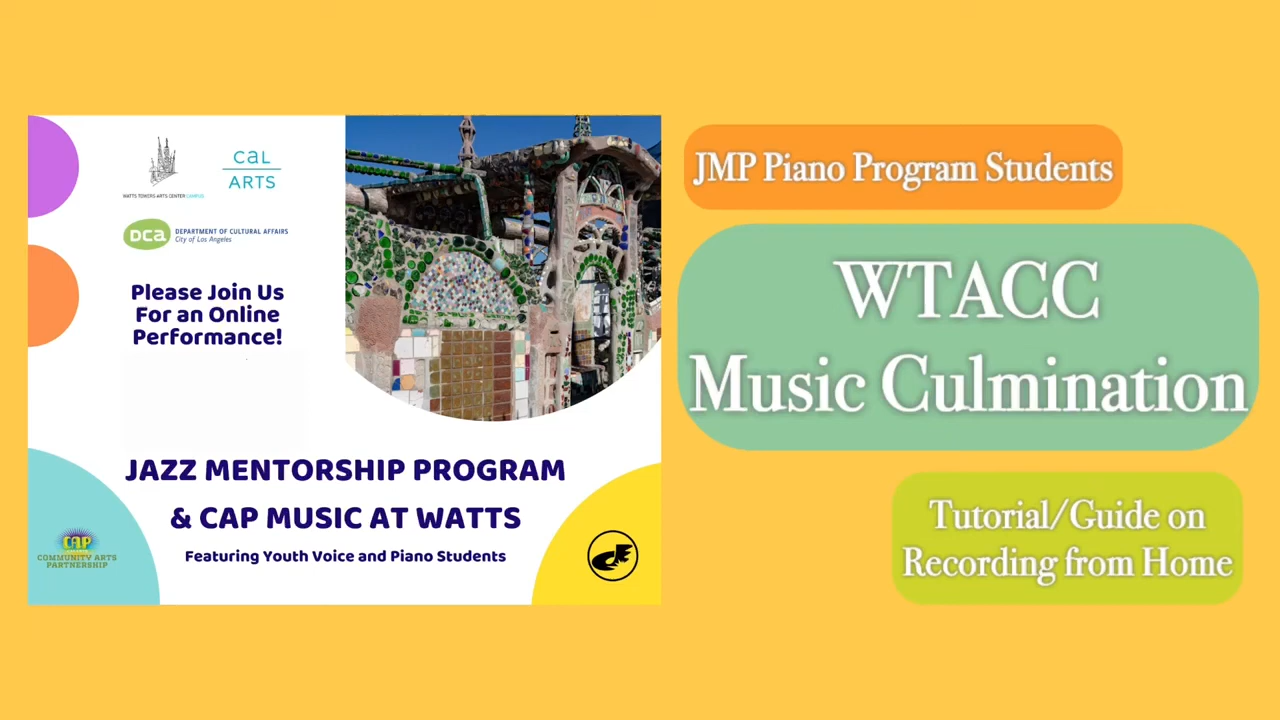 WATTS TOWERS ARTS CENTER CAMPUS
CAL
ARTS
DCA
DEPARTMENT OF CULTURAL AFFAIRS
City of Los Angeles
Please Join Us
For an Online
Performance!
JAZZ MENTORSHIP PROGRAM
& CAP MUSIC AT WATTS
Featuring Youth Voice and Piano Students
CAP
COMMUNITY ARTS
PARTNERSHIP
JMP Piano Program Students
WTACC
Music Culmination
Tutorial/Guide on
Recording from Home